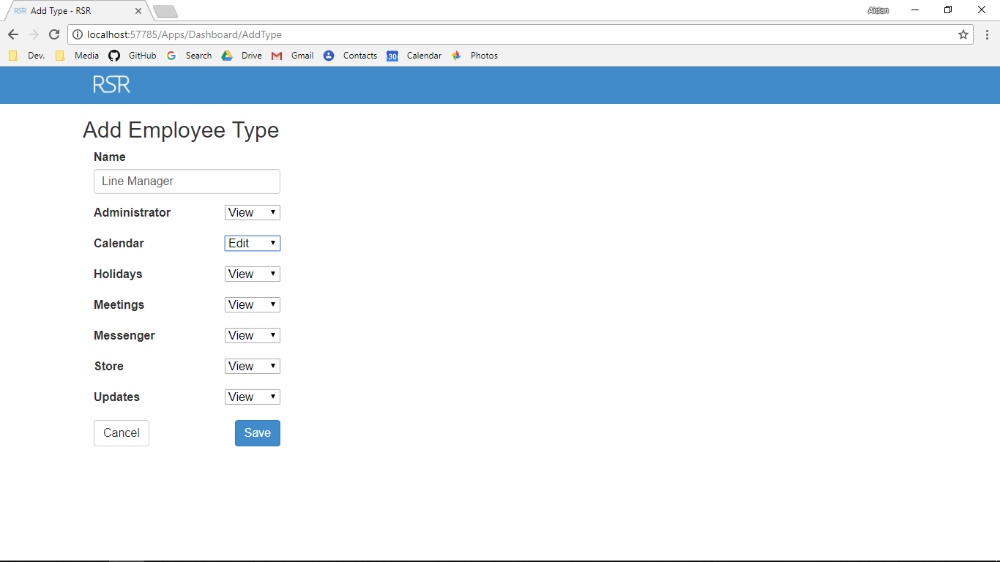 RSR Add Type - RSR
Aidan
localhost:57785/Apps/Dashboard/AddType
Dev. Media GitHub Search Drive Gmail 30 Contacts Calendar Photos
RSR
Add Employee Type
Name
Line Manager
Administrator View
Calendar Edit
Holidays View
Meetings View
Messenger View
Store View
Updates View
Cancel Save